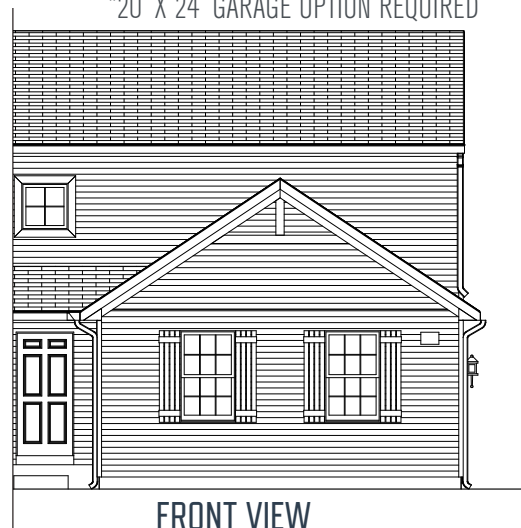 "20' X 24' GARAGE OPTION REQUIRED
FRONT VIEW